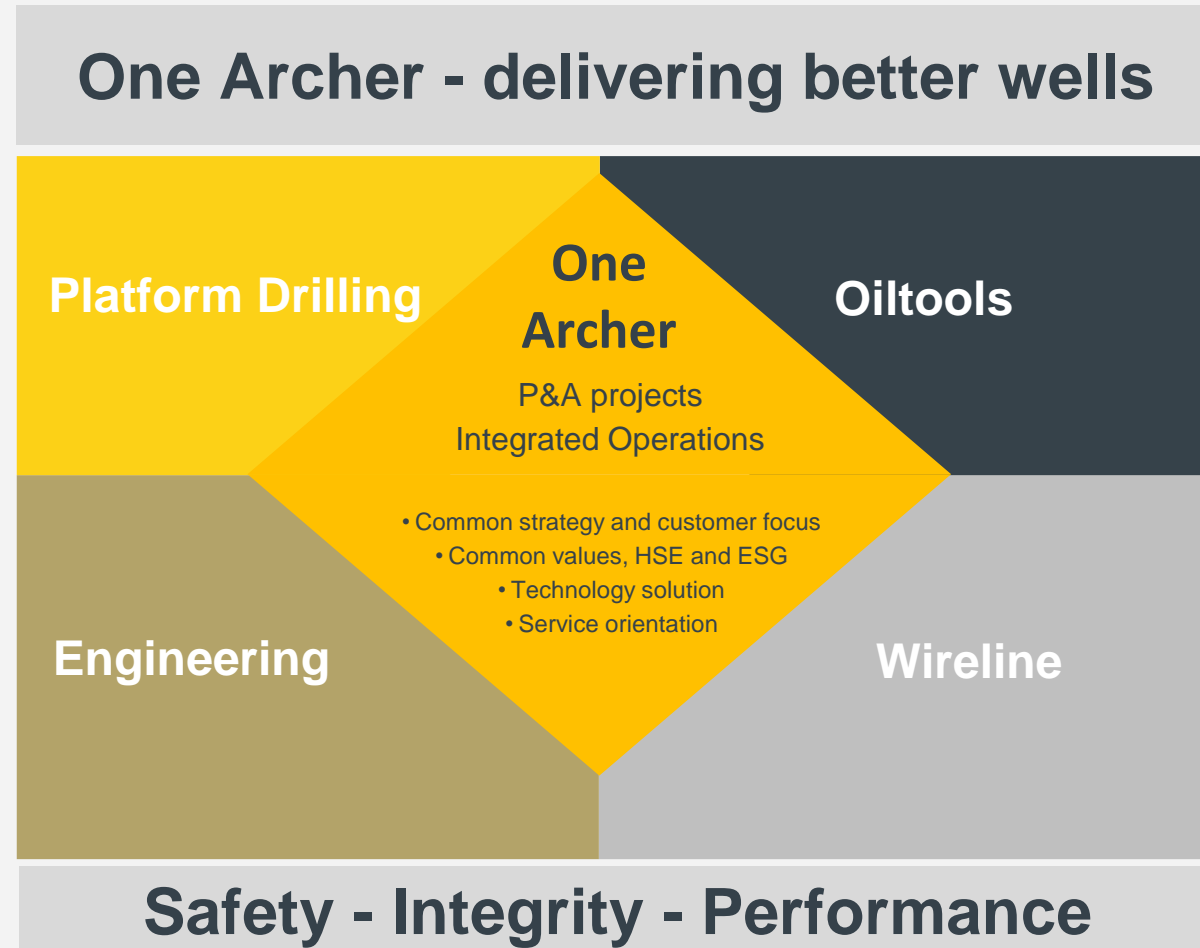 One Archer - delivering better wells
Platform Drilling
One
Archer
Oiltools
P&A projects
Integrated Operations
• Common strategy and customer focus
• Common values, HSE and ESG
• Technology solution
• Service orientation
Engineering
Wireline
Safety - Integrity - Performance